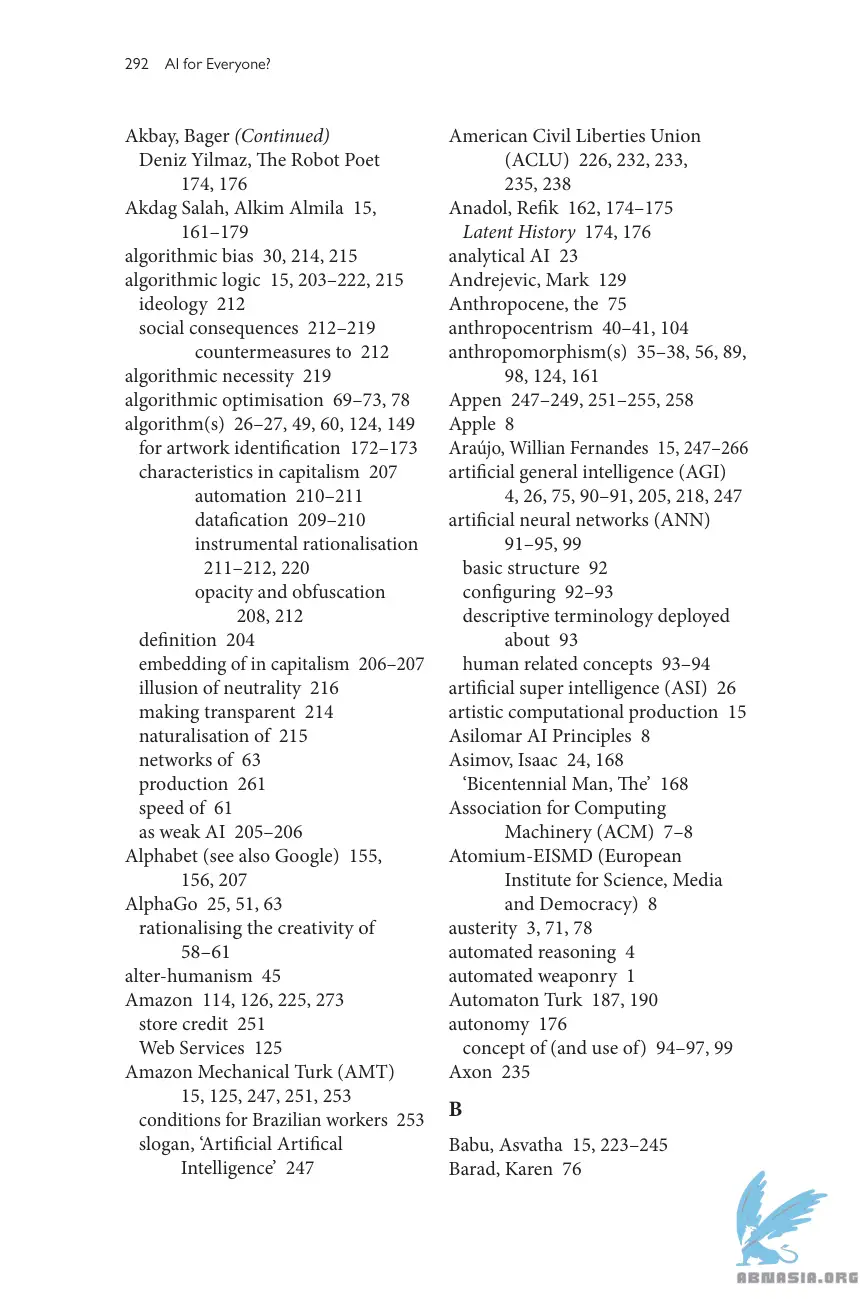 292 AI for Everyone?
Akbay, Bager (Continued)
Deniz Yilmaz, The Robot Poet
174, 176
Akdag Salah, Alkim Almila 15,
161–179
algorithmic bias 30, 214, 215
algorithmic logic 15, 203–222, 215
ideology 212
social consequences 212–219
countermeasures to 212
algorithmic necessity 219
algorithmic optimisation 69–73, 78
algorithm(s) 26–27, 49, 60, 124, 149
for artwork identification 172–173
characteristics in capitalism 207
automation 210–211
datafication 209–210
instrumental rationalisation
211–212, 220
opacity and obfuscation
208, 212
definition 204
embedding of in capitalism 206–207
illusion of neutrality 216
making transparent 214
naturalisation of 215
networks of 63
production 261
speed of 61
as weak AI 205–206
Alphabet (see also Google) 155,
156, 207
AlphaGo 25, 51, 63
rationalising the creativity of
58–61
alter-humanism 45
Amazon 114, 126, 225, 273
store credit 251
Web Services 125
Amazon Mechanical Turk (AMT)
15, 125, 247, 251, 253
conditions for Brazilian workers 253
slogan, ‘Artificial Artifical
Intelligence’ 247
American Civil Liberties Union
(ACLU) 226, 232, 233,
235, 238
Anadol, Refik 162, 174–175
Latent History 174, 176
analytical AI 23
Andrejevic, Mark 129
Anthropocene, the 75
anthropocentrism 40–41, 104
anthropomorphism(s) 35–38, 56, 89,
98, 124, 161
Appen 247–249, 251–255, 258
Apple 8
Araújo, Willian Fernandes 15, 247–266
artificial general intelligence (AGI)
4, 26, 75, 90–91, 205, 218, 247
artificial neural networks (ANN)
91–95, 99
basic structure 92
configuring 92–93
descriptive terminology deployed
about 93
human related concepts 93–94
artificial super intelligence (ASI) 26
artistic computational production 15
Asilomar AI Principles 8
Asimov, Isaac 24, 168
‘Bicentennial Man, The’ 168
Association for Computing
Machinery (ACM) 7–8
Atomium-EISMD (European
Institute for Science, Media
and Democracy) 8
austerity 3, 71, 78
automated reasoning 4
automated weaponry 1
Automaton Turk 187, 190
autonomy 176
concept of (and use of) 94–97, 99
Axon 235
B
Babu, Asvatha 15, 223–245
Barad, Karen 76
ABNASIA.ORG